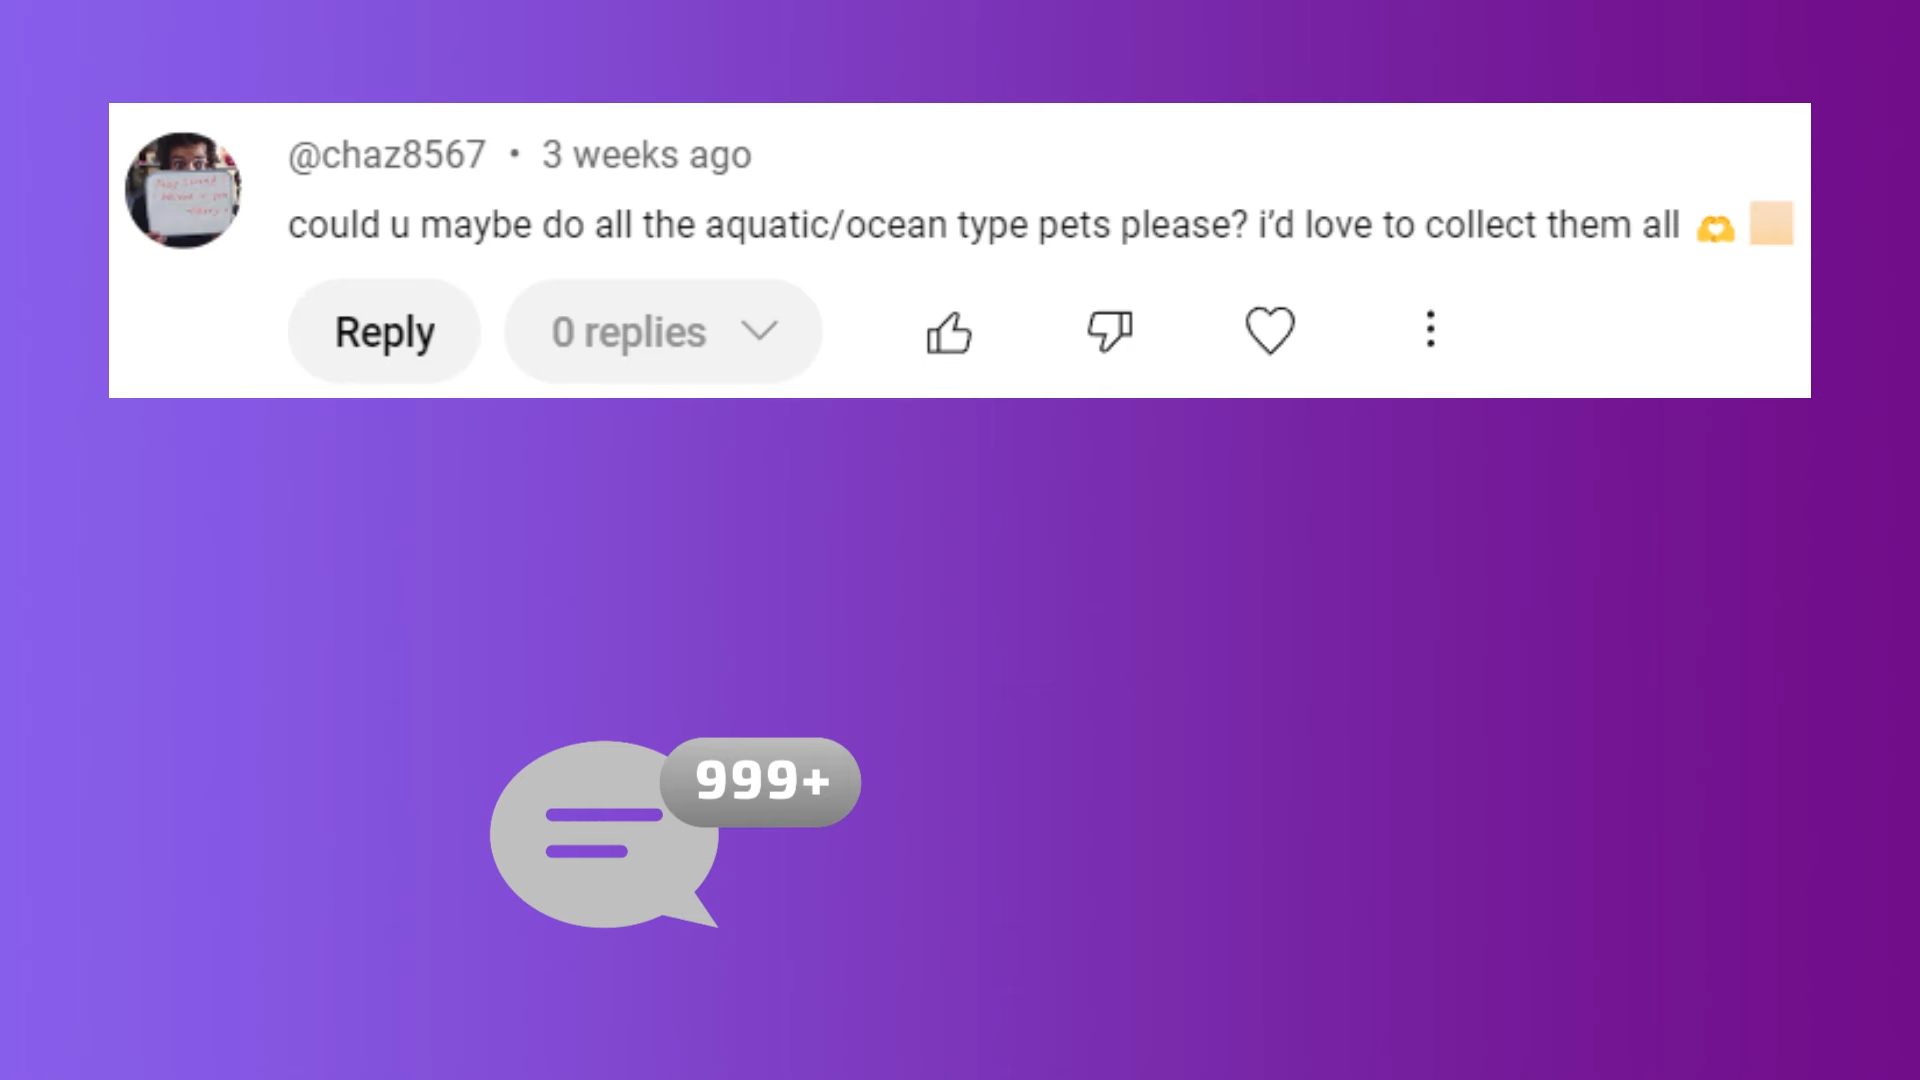 @chaz8567 • 3 weeks ago
could u maybe do all the aquatic/ocean type pets please? i'd love to collect them all 🫶🏼
Reply
0 replies
999+